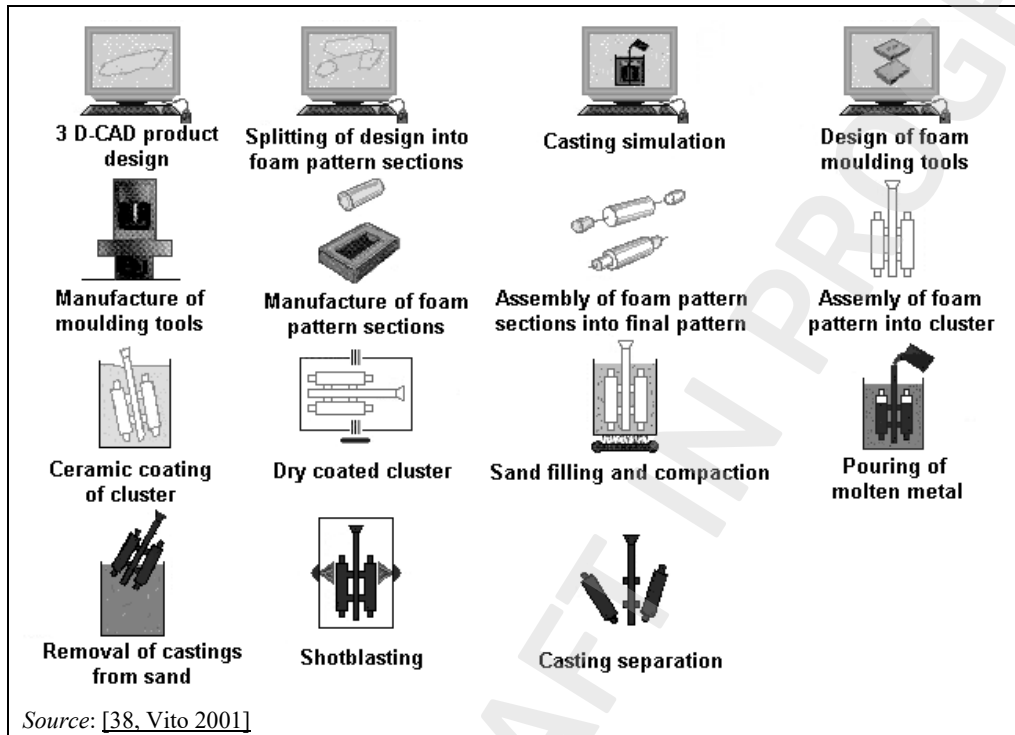 3 D-CAD product
design
Splitting of design into
foam pattern sections
Casting simulation
Design of foam
moulding tools
Manufacture of
moulding tools
Manufacture of foam
pattern sections
Assembly of foam pattern
sections into final pattern
Assemly of foam
pattern into cluster
Ceramic coating
of cluster
Dry coated cluster
Sand filling and compaction
Pouring of
molten metal
Removal of castings
from sand
Shotblasting
Casting separation
Source: [38, Vito 2001]
AFT IN PROGR